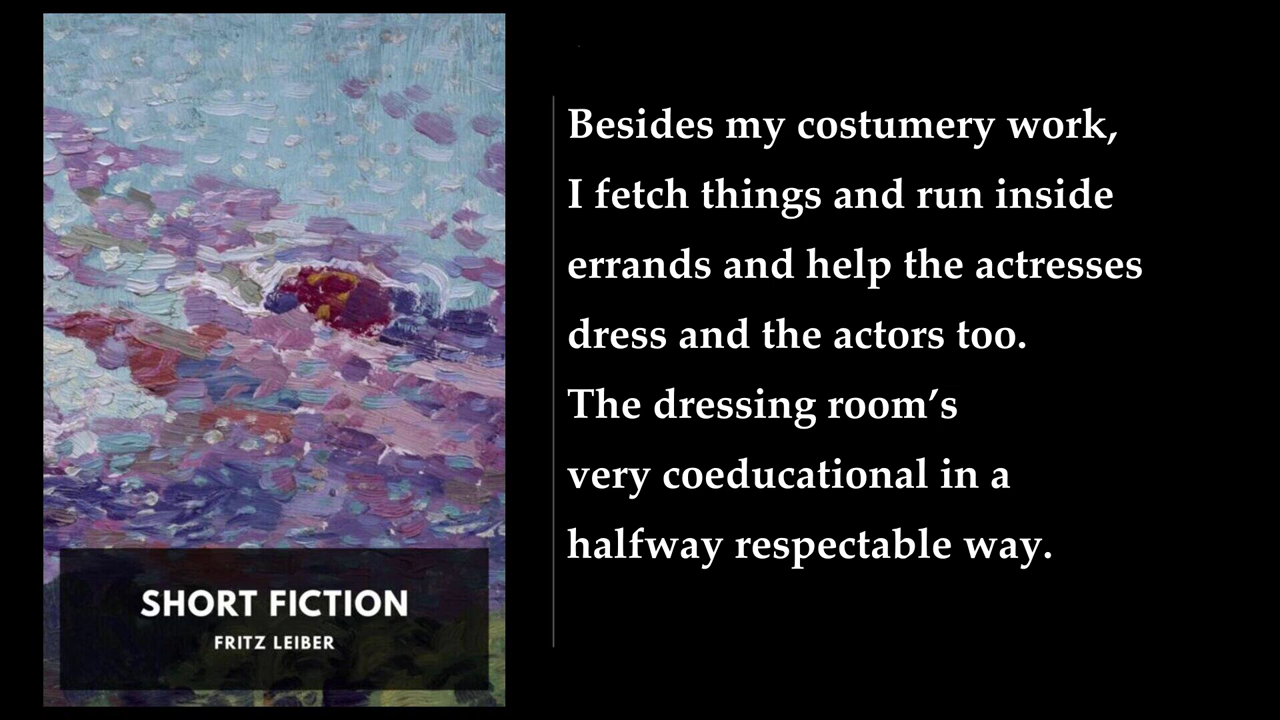 Besides my costumery work,
I fetch things and run inside
errands and help the actresses
dress and the actors too.
The dressing room’s
very coeducational in a
halfway respectable way.
SHORT FICTION
FRITZ LEIBER